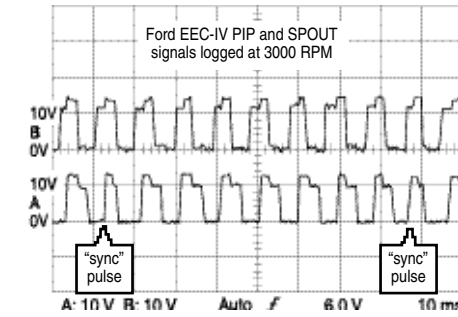 Ford EEC-IV PIP and SPOUT
signals logged at 3000 RPM
10V
B
0V
10V
A
0V
"sync"
pulse
"sync"
pulse
A: 10 V B: 10 V Auto f 6.0 V 10 ms